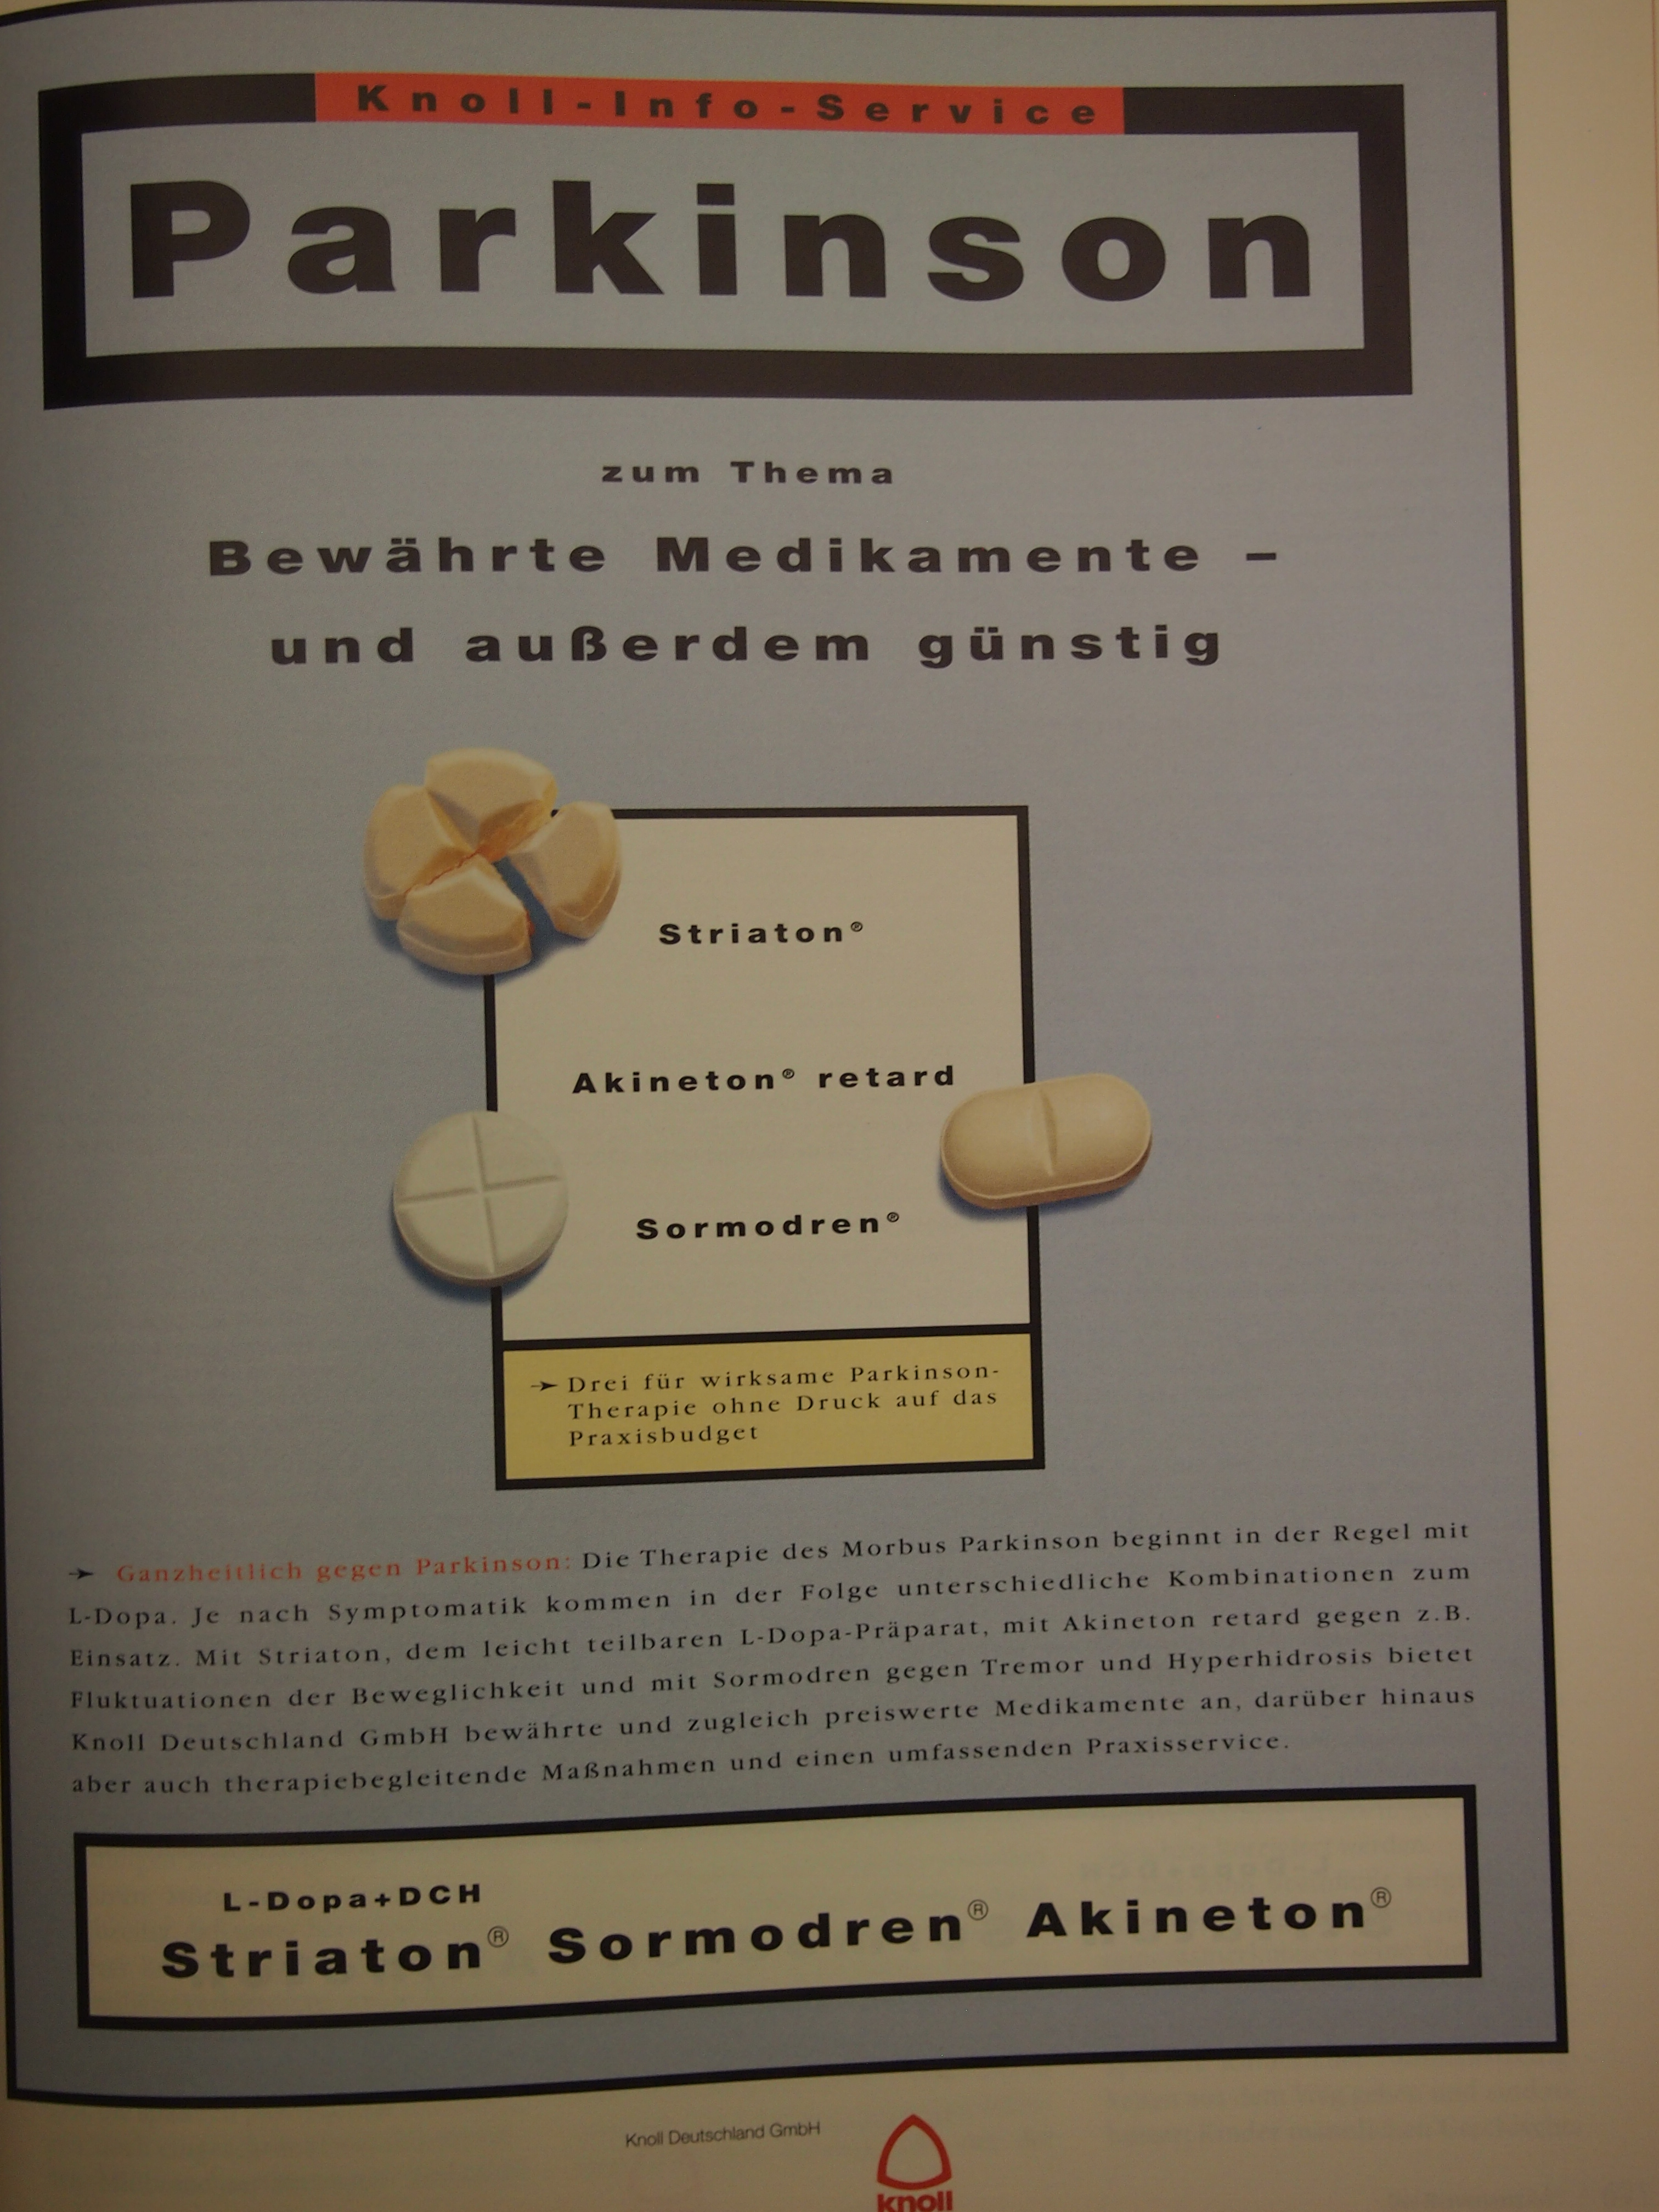 Knoll-Info-Service
Parkinson
zum Thema
Bewährte Medikamente –
und außerdem günstig
Striaton®
Akineton® retard
Sormodren®
➛ Drei für wirksame Parkinson-
Therapie ohne Druck auf das
Praxisbudget
➛ Ganzheitlich gegen Parkinson: Die Therapie des Morbus Parkinson beginnt in der Regel mit
L-Dopa. Je nach Symptomatik kommen in der Folge unterschiedliche Kombinationen zum
Einsatz. Mit Striaton, dem leicht teilbaren L-Dopa-Präparat, mit Akineton retard gegen z.B.
Fluktuationen der Beweglichkeit und mit Sormodren gegen Tremor und Hyperhidrosis bietet
Knoll Deutschland GmbH bewährte und zugleich preiswerte Medikamente an, darüber hinaus
aber auch therapiebegleitende Maßnahmen und einen umfassenden Praxisservice.
L-Dopa+DCH
Striaton® Sormodren® Akineton®
Knoll Deutschland GmbH
knoll